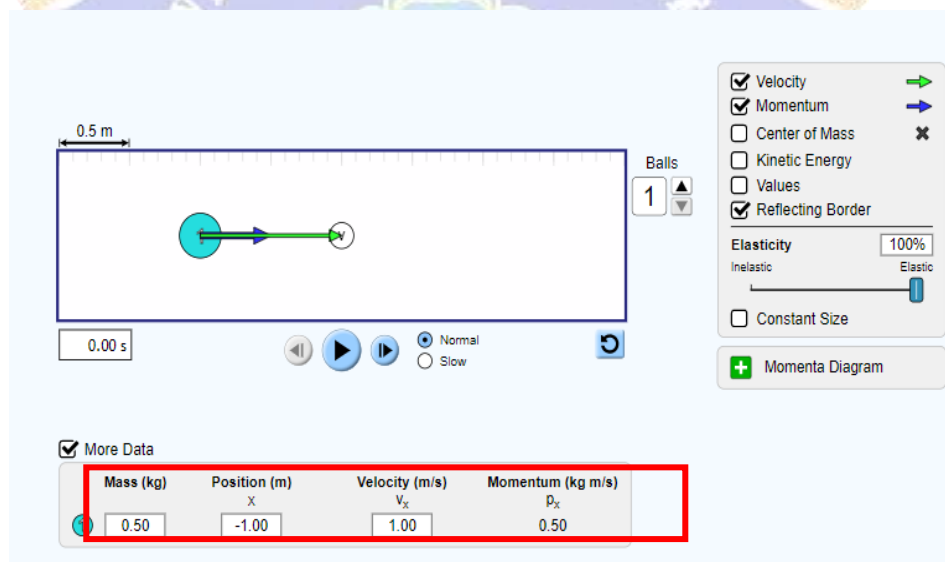 Velocity
Momentum
Center of Mass
Kinetic Energy
Values
Reflecting Border
Elasticity 100%
Inelastic Elastic
Constant Size
Momenta Diagram
0.5 m
Balls
1
1
v
0.00 s
Normal
Slow
More Data
Mass (kg) Position (m) Velocity (m/s) Momentum (kg m/s)
x vx px
1 0.50 -1.00 1.00 0.50